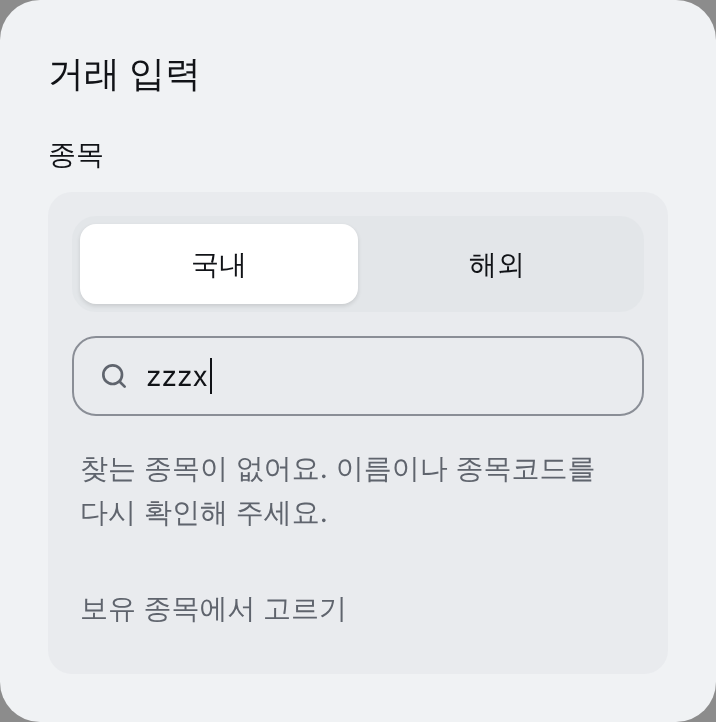 거래 입력
종목
국내
해외
zzzx
찾는 종목이 없어요. 이름이나 종목코드를
다시 확인해 주세요.
보유 종목에서 고르기